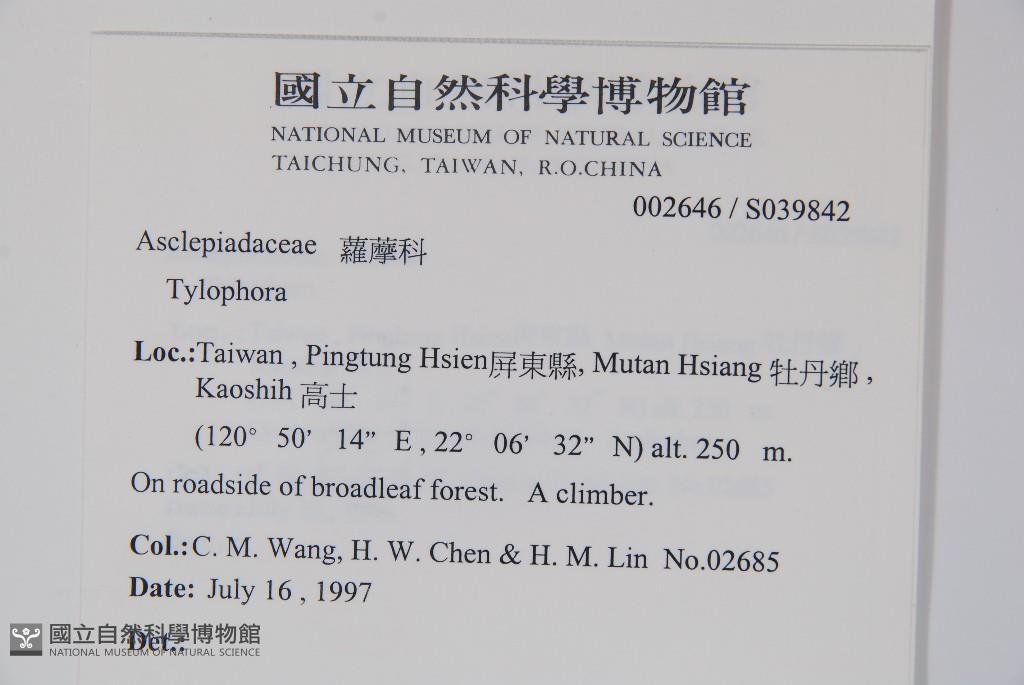 國立自然科學博物館
NATIONAL MUSEUM OF NATURAL SCIENCE
TAICHUNG, TAIWAN, R.O.CHINA
002646 / S039842
Asclepiadaceae 蘿藦科
Tylophora
Loc.:Taiwan , Pingtung Hsien屏東縣, Mutan Hsiang 牡丹鄉 ,
Kaoshih 高士
(120° 50’ 14” E , 22° 06’ 32” N) alt. 250 m.
On roadside of broadleaf forest. A climber.
Col.: C. M. Wang, H. W. Chen & H. M. Lin No.02685
Date: July 16 , 1997
Det.:
國立自然科學博物館
NATIONAL MUSEUM OF NATURAL SCIENCE